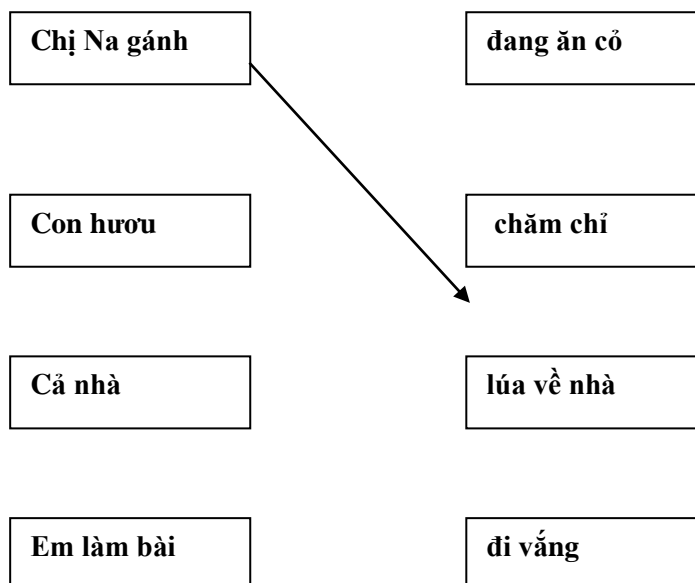 Chị Na gánh
đang ăn cỏ
Con hươu
chăm chỉ
Cả nhà
lúa về nhà
Em làm bài
đi vắng